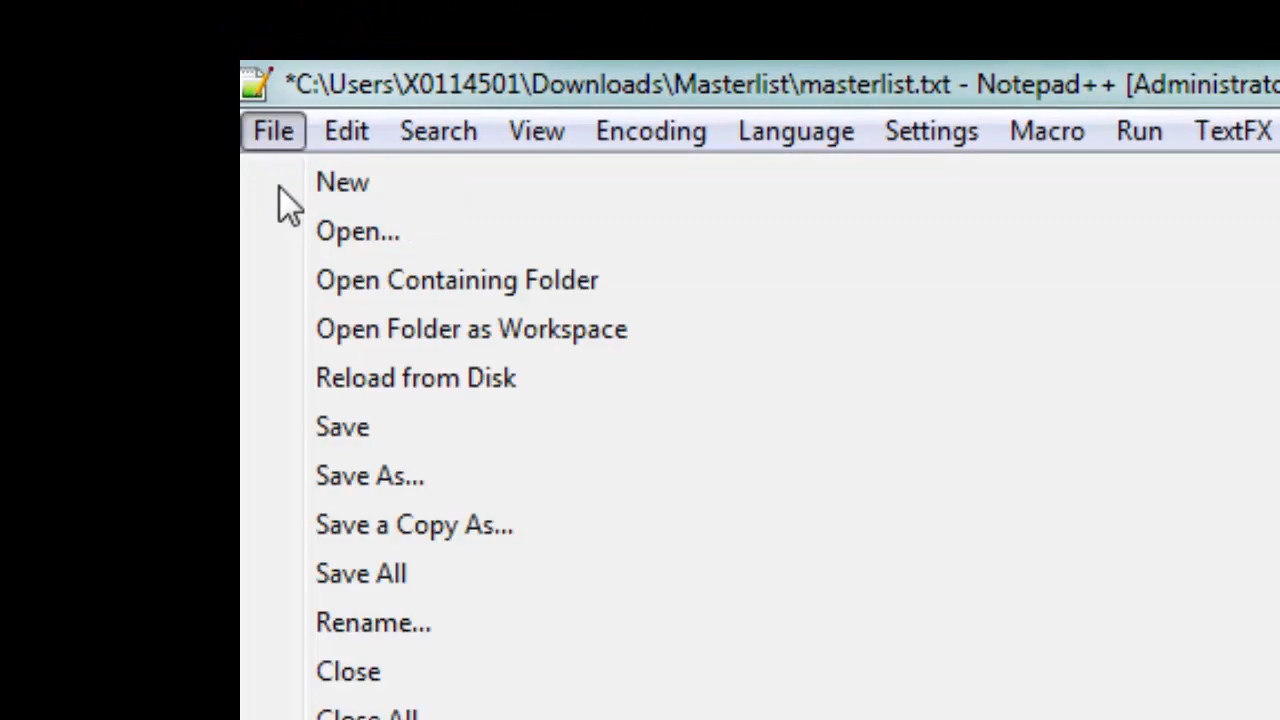 *C:\Users\X0114501\Downloads\Masterlist\masterlist.txt - Notepad++ [Administrato
File Edit Search View Encoding Language Settings Macro Run TextFX
New
Open...
Open Containing Folder
Open Folder as Workspace
Reload from Disk
Save
Save As...
Save a Copy As...
Save All
Rename...
Close
Close All